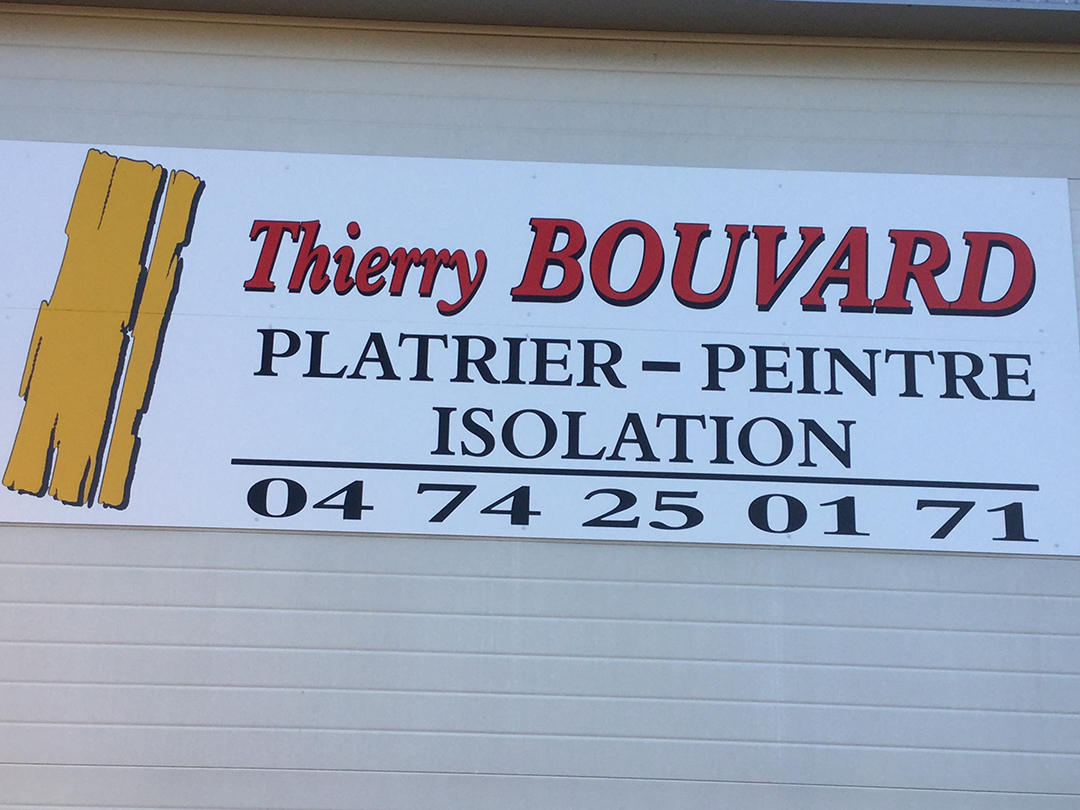 Thierry BOUVARD
PLATRIER - PEINTRE
ISOLATION
04 74 25 01 71